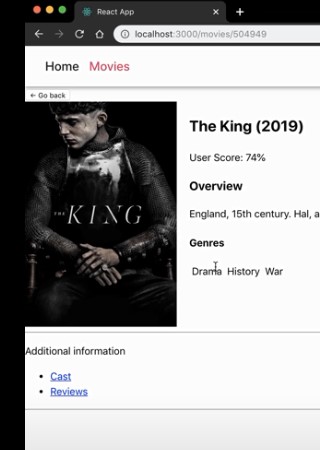 React App
localhost:3000/movies/504949
Home Movies
← Go back
The King (2019)
User Score: 74%
Overview
England, 15th century. Hal, a
Genres
Drama History War
THE KING
Additional information
Cast
Reviews